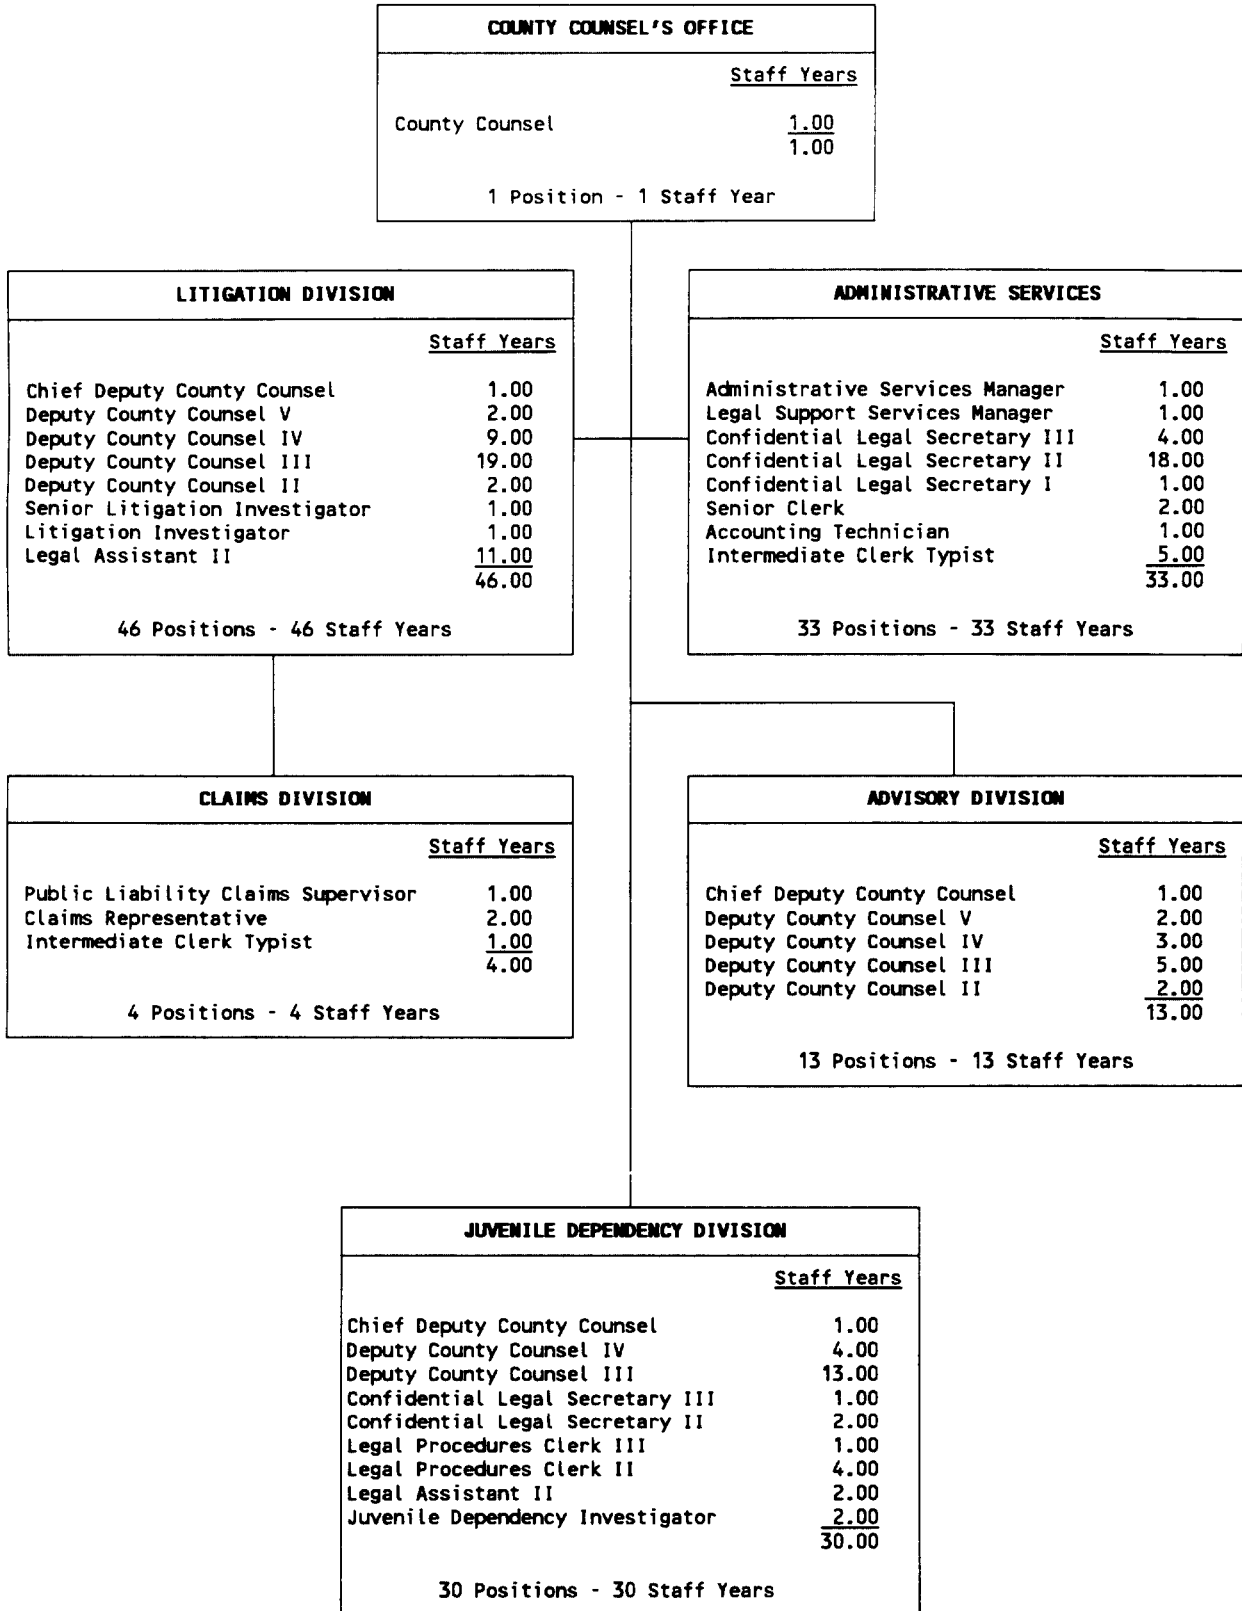 COUNTY COUNSEL'S OFFICE
Staff Years
County Counsel 1.00
1.00
1 Position - 1 Staff Year
LITIGATION DIVISION
Staff Years
Chief Deputy County Counsel 1.00
Deputy County Counsel V 2.00
Deputy County Counsel IV 9.00
Deputy County Counsel III 19.00
Deputy County Counsel II 2.00
Senior Litigation Investigator 1.00
Litigation Investigator 1.00
Legal Assistant II 11.00
46.00
46 Positions - 46 Staff Years
ADMINISTRATIVE SERVICES
Staff Years
Administrative Services Manager 1.00
Legal Support Services Manager 1.00
Confidential Legal Secretary III 4.00
Confidential Legal Secretary II 18.00
Confidential Legal Secretary I 1.00
Senior Clerk 2.00
Accounting Technician 1.00
Intermediate Clerk Typist 5.00
33.00
33 Positions - 33 Staff Years
CLAIMS DIVISION
Staff Years
Public Liability Claims Supervisor 1.00
Claims Representative 2.00
Intermediate Clerk Typist 1.00
4.00
4 Positions - 4 Staff Years
ADVISORY DIVISION
Staff Years
Chief Deputy County Counsel 1.00
Deputy County Counsel V 2.00
Deputy County Counsel IV 3.00
Deputy County Counsel III 5.00
Deputy County Counsel II 2.00
13.00
13 Positions - 13 Staff Years
JUVENILE DEPENDENCY DIVISION
Staff Years
Chief Deputy County Counsel 1.00
Deputy County Counsel IV 4.00
Deputy County Counsel III 13.00
Confidential Legal Secretary III 1.00
Confidential Legal Secretary II 2.00
Legal Procedures Clerk III 1.00
Legal Procedures Clerk II 4.00
Legal Assistant II 2.00
Juvenile Dependency Investigator 2.00
30.00
30 Positions - 30 Staff Years